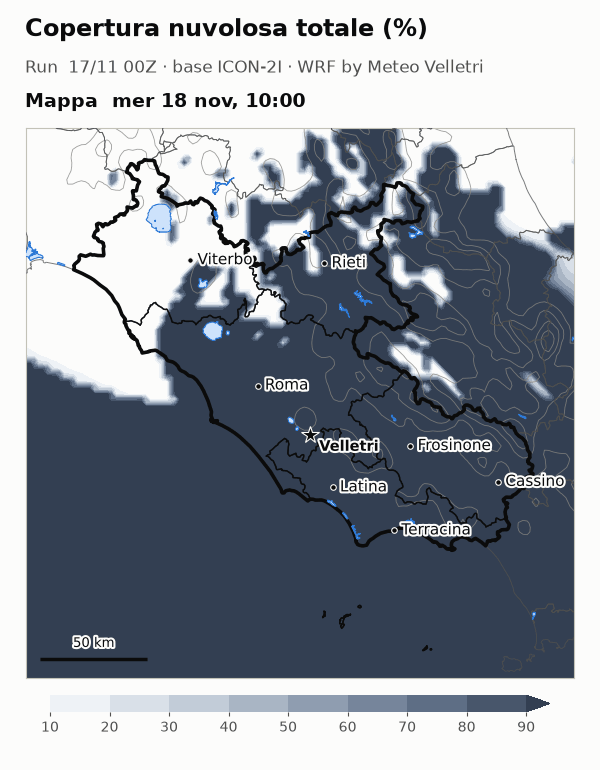 Copertura nuvolosa totale (%)
Run  17/11 00Z · base ICON-2I · WRF by Meteo Velletri
Mappa  mer 18 nov, 10:00
Viterbo
Rieti
Roma
Velletri
Frosinone
Latina
Cassino
Terracina
50 km
10 20 30 40 50 60 70 80 90